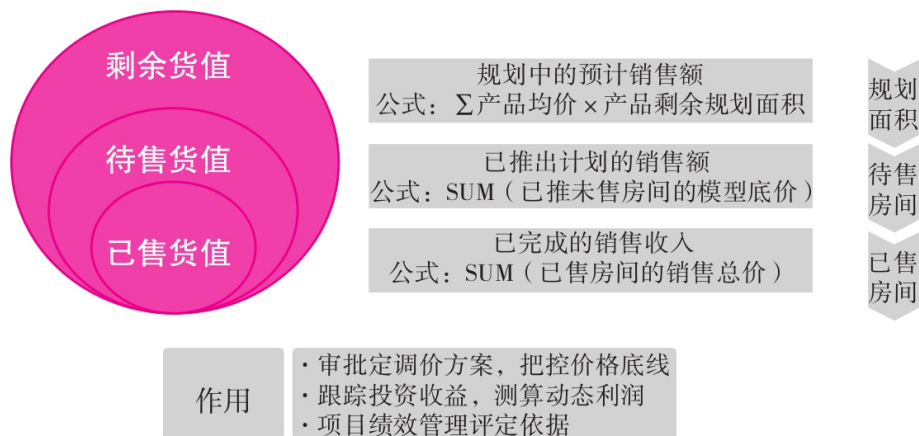 剩余货值
规划中的预计销售额
公式：∑产品均价×产品剩余规划面积
规划
面积
待售货值
已推出计划的销售额
公式：SUM（已推未售房间的模型底价）
待售
房间
已售货值
已完成的销售收入
公式：SUM（已售房间的销售总价）
已售
房间
作用
·审批定调价方案，把控价格底线
·跟踪投资收益，测算动态利润
·项目绩效管理评定依据